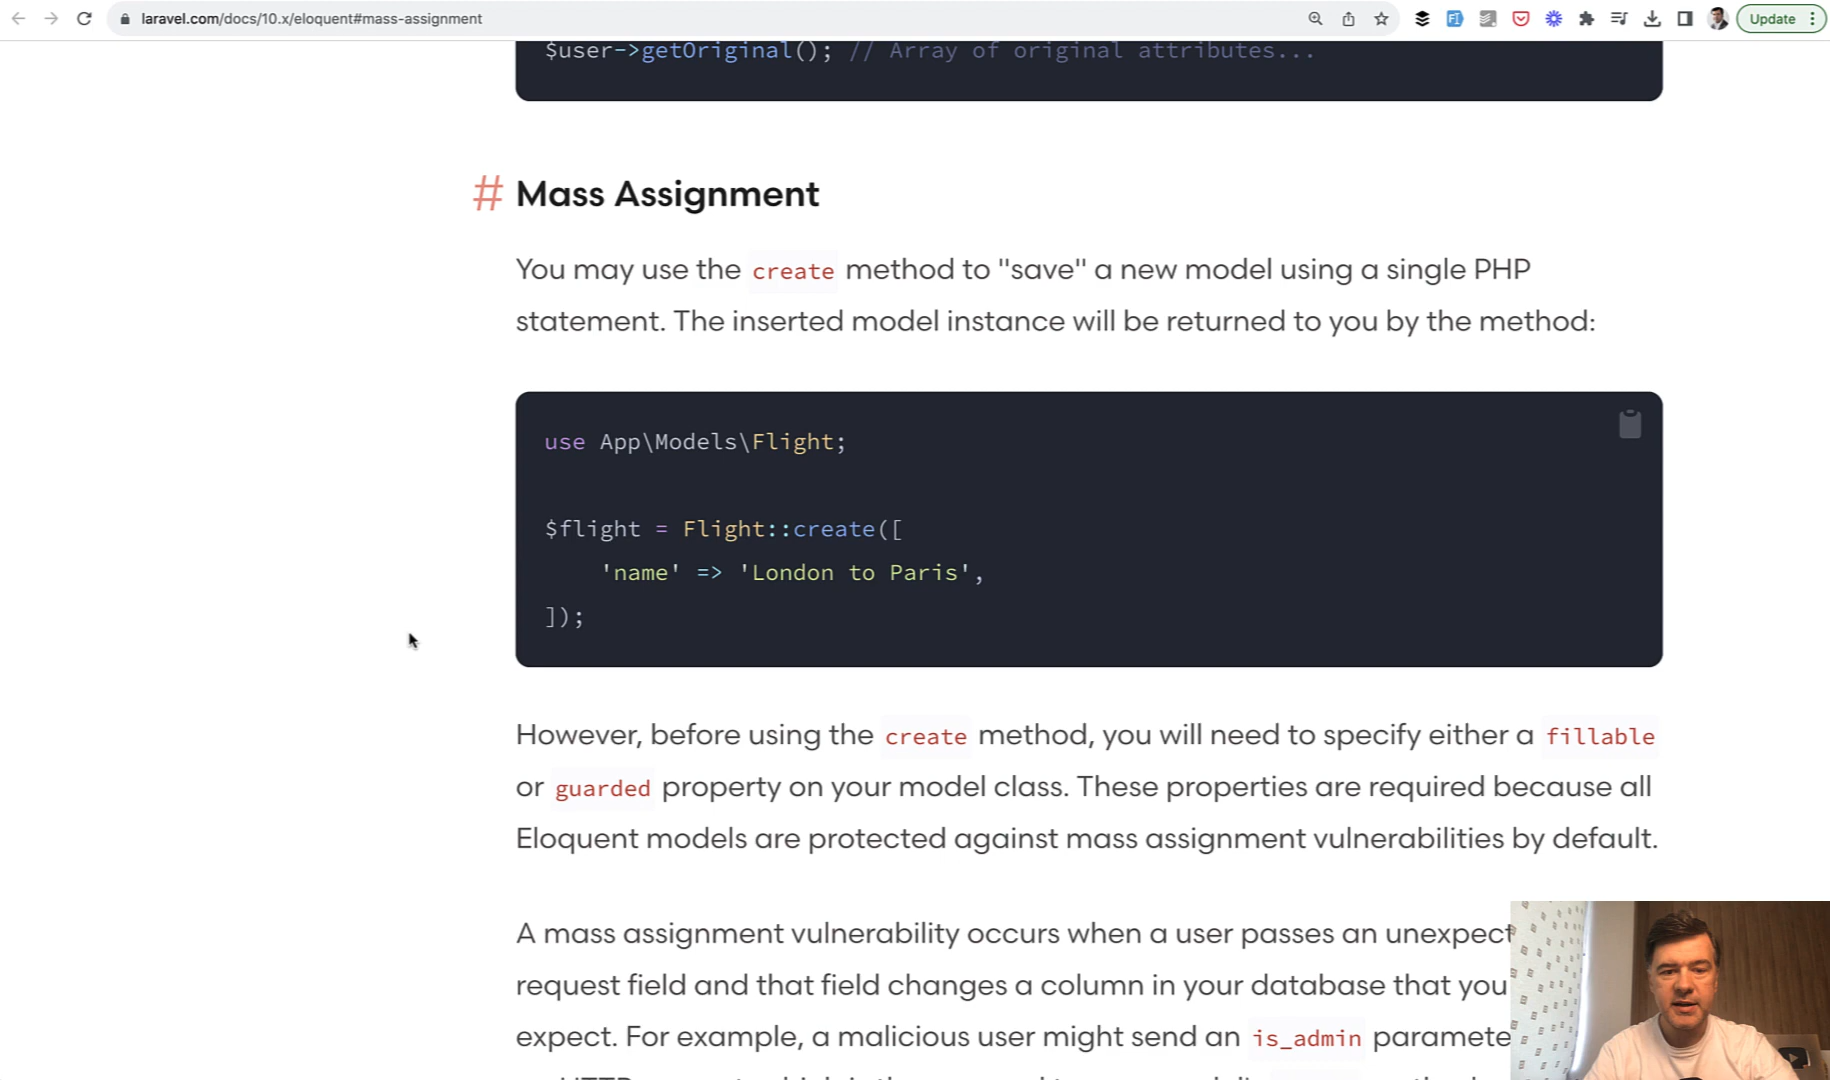 laravel.com/docs/10.x/eloquent#mass-assignment
Update
$user->getOriginal(); // Array of original attributes...
# Mass Assignment
You may use the create method to "save" a new model using a single PHP
statement. The inserted model instance will be returned to you by the method:
use App\Models\Flight;
$flight = Flight::create([
'name' => 'London to Paris',
]);
However, before using the create method, you will need to specify either a fillable
or guarded property on your model class. These properties are required because all
Eloquent models are protected against mass assignment vulnerabilities by default.
A mass assignment vulnerability occurs when a user passes an unexpect
request field and that field changes a column in your database that you
expect. For example, a malicious user might send an is_admin paramete